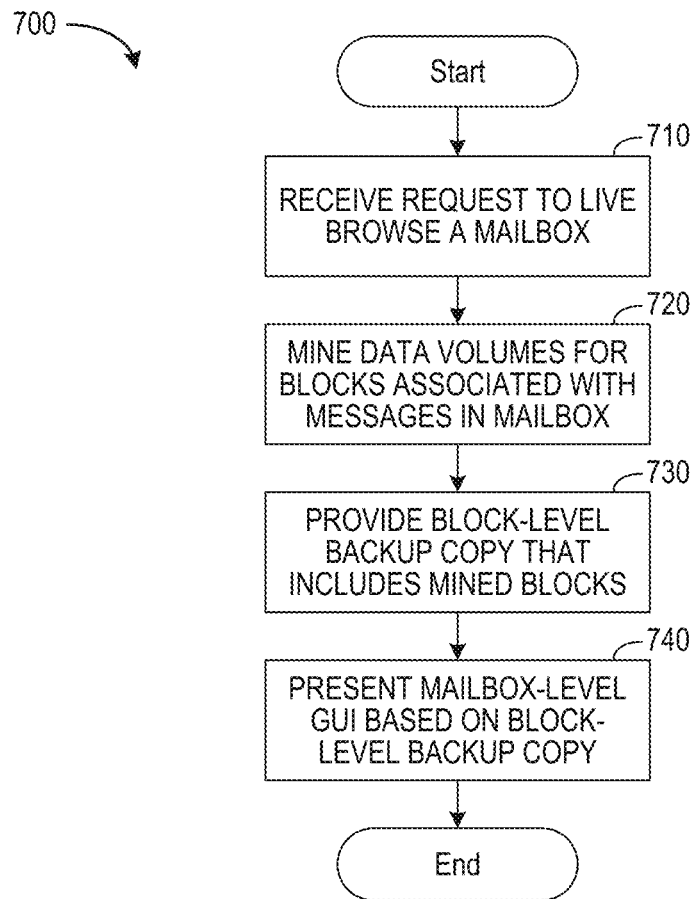 700
Start
710
RECEIVE REQUEST TO LIVE
BROWSE A MAILBOX
720
MINE DATA VOLUMES FOR
BLOCKS ASSOCIATED WITH
MESSAGES IN MAILBOX
730
PROVIDE BLOCK-LEVEL
BACKUP COPY THAT
INCLUDES MINED BLOCKS
740
PRESENT MAILBOX-LEVEL
GUI BASED ON BLOCK-
LEVEL BACKUP COPY
End